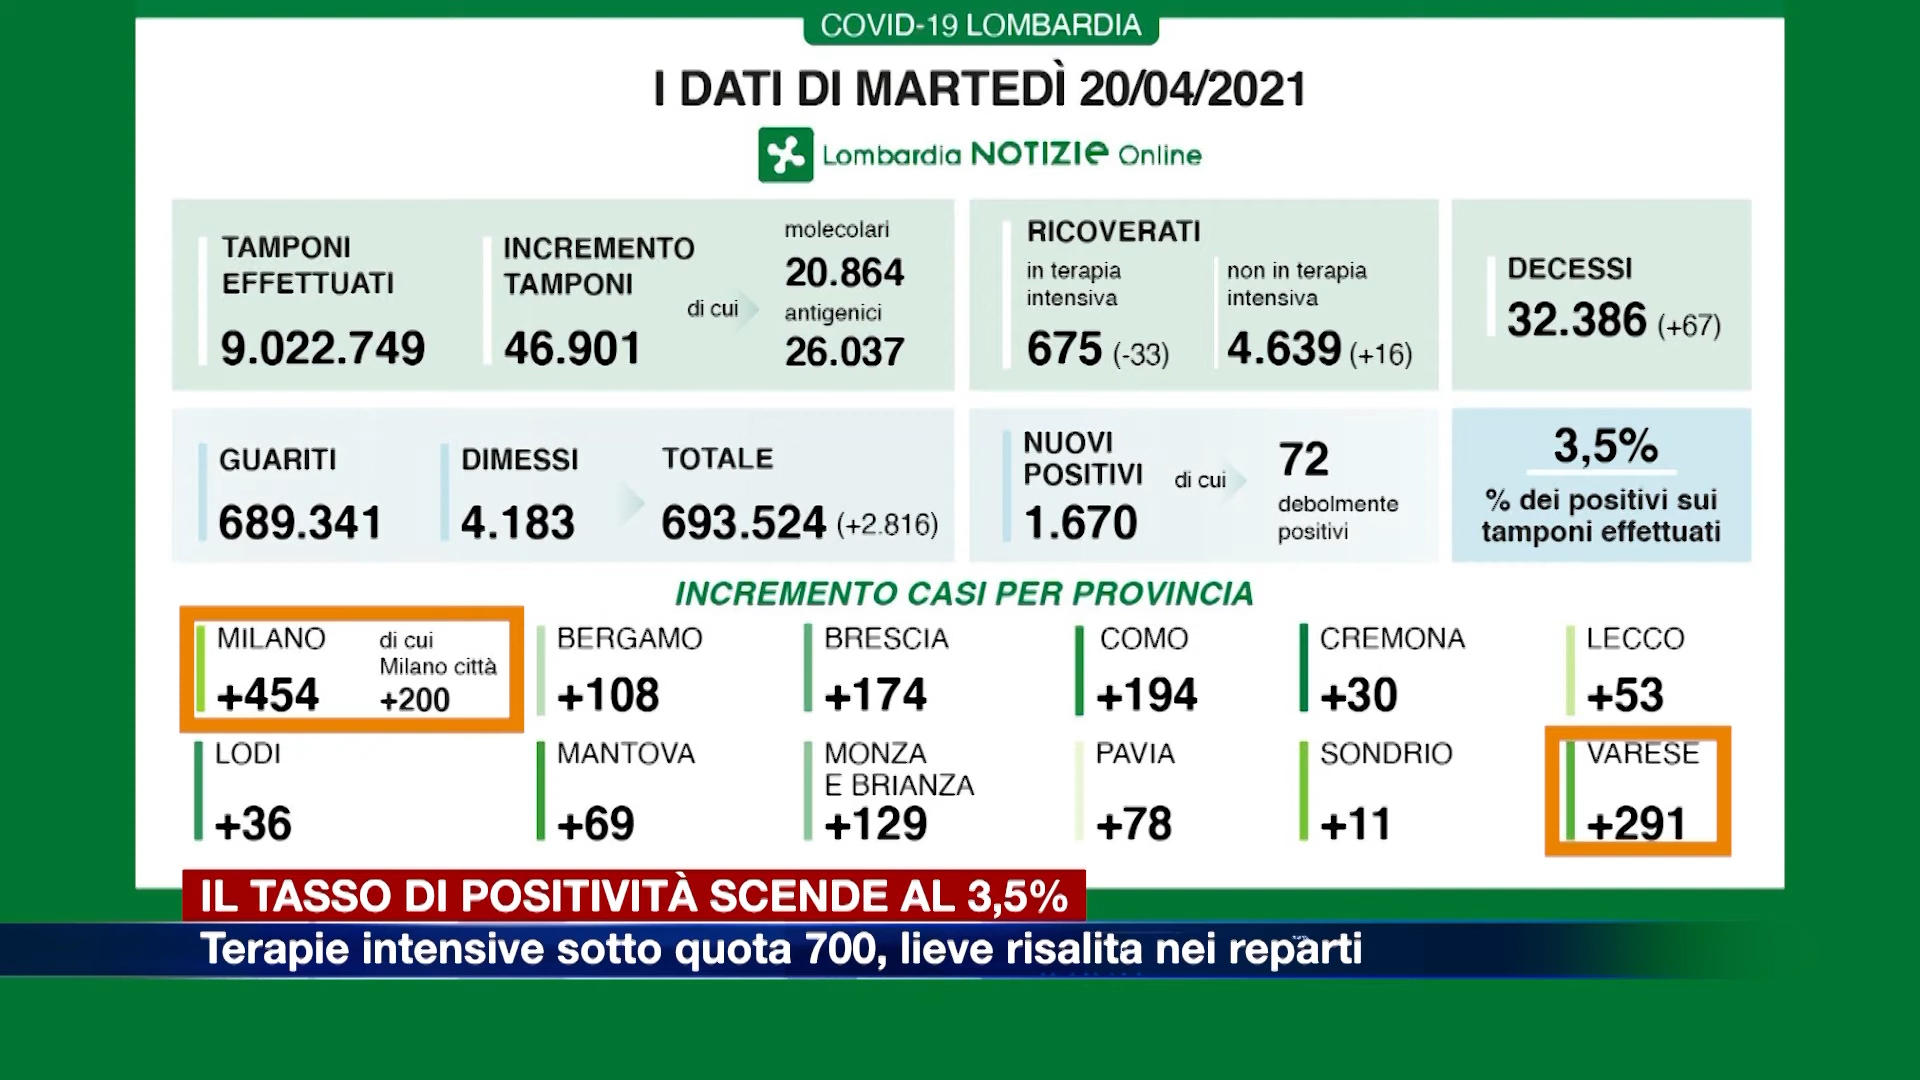 COVID-19 LOMBARDIA
I DATI DI MARTEDÌ 20/04/2021
Lombardia NOTIZIE Online
TAMPONI
EFFETTUATI
9.022.749
INCREMENTO
TAMPONI
46.901
di cui
molecolari
20.864
antigenici
26.037
RICOVERATI
in terapia
intensiva
675 (-33)
non in terapia
intensiva
4.639 (+16)
DECESSI
32.386 (+67)
GUARITI
689.341
DIMESSI
4.183
TOTALE
693.524 (+2.816)
NUOVI
POSITIVI
1.670
di cui
72
debolmente
positivi
3,5%
% dei positivi sui
tamponi effettuati
INCREMENTO CASI PER PROVINCIA
MILANO
+454
di cui
Milano città
+200
BERGAMO
+108
BRESCIA
+174
COMO
+194
CREMONA
+30
LECCO
+53
LODI
+36
MANTOVA
+69
MONZA
E BRIANZA
+129
PAVIA
+78
SONDRIO
+11
VARESE
+291
IL TASSO DI POSITIVITÀ SCENDE AL 3,5%
Terapie intensive sotto quota 700, lieve risalita nei reparti